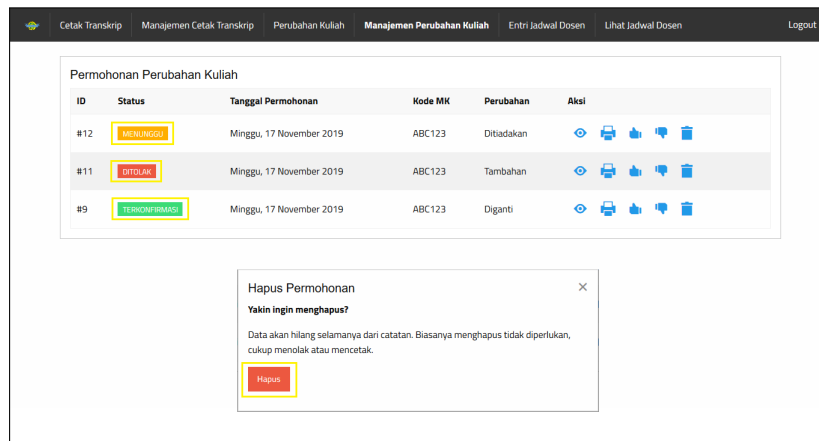 Cetak Transkrip Manajemen Cetak Transkrip Perubahan Kuliah Manajemen Perubahan Kuliah Entri Jadwal Dosen Lihat Jadwal Dosen Logout
Permohonan Perubahan Kuliah
ID Status Tanggal Permohonan Kode MK Perubahan Aksi
#12 MENUNGGU Minggu, 17 November 2019 ABC123 Ditiadakan
#11 DITOLAK Minggu, 17 November 2019 ABC123 Tambahan
#9 TERKONFIRMASI Minggu, 17 November 2019 ABC123 Diganti
Hapus Permohonan ×
Yakin ingin menghapus?
Data akan hilang selamanya dari catatan. Biasanya menghapus tidak diperlukan,
cukup menolak atau mencetak.
Hapus